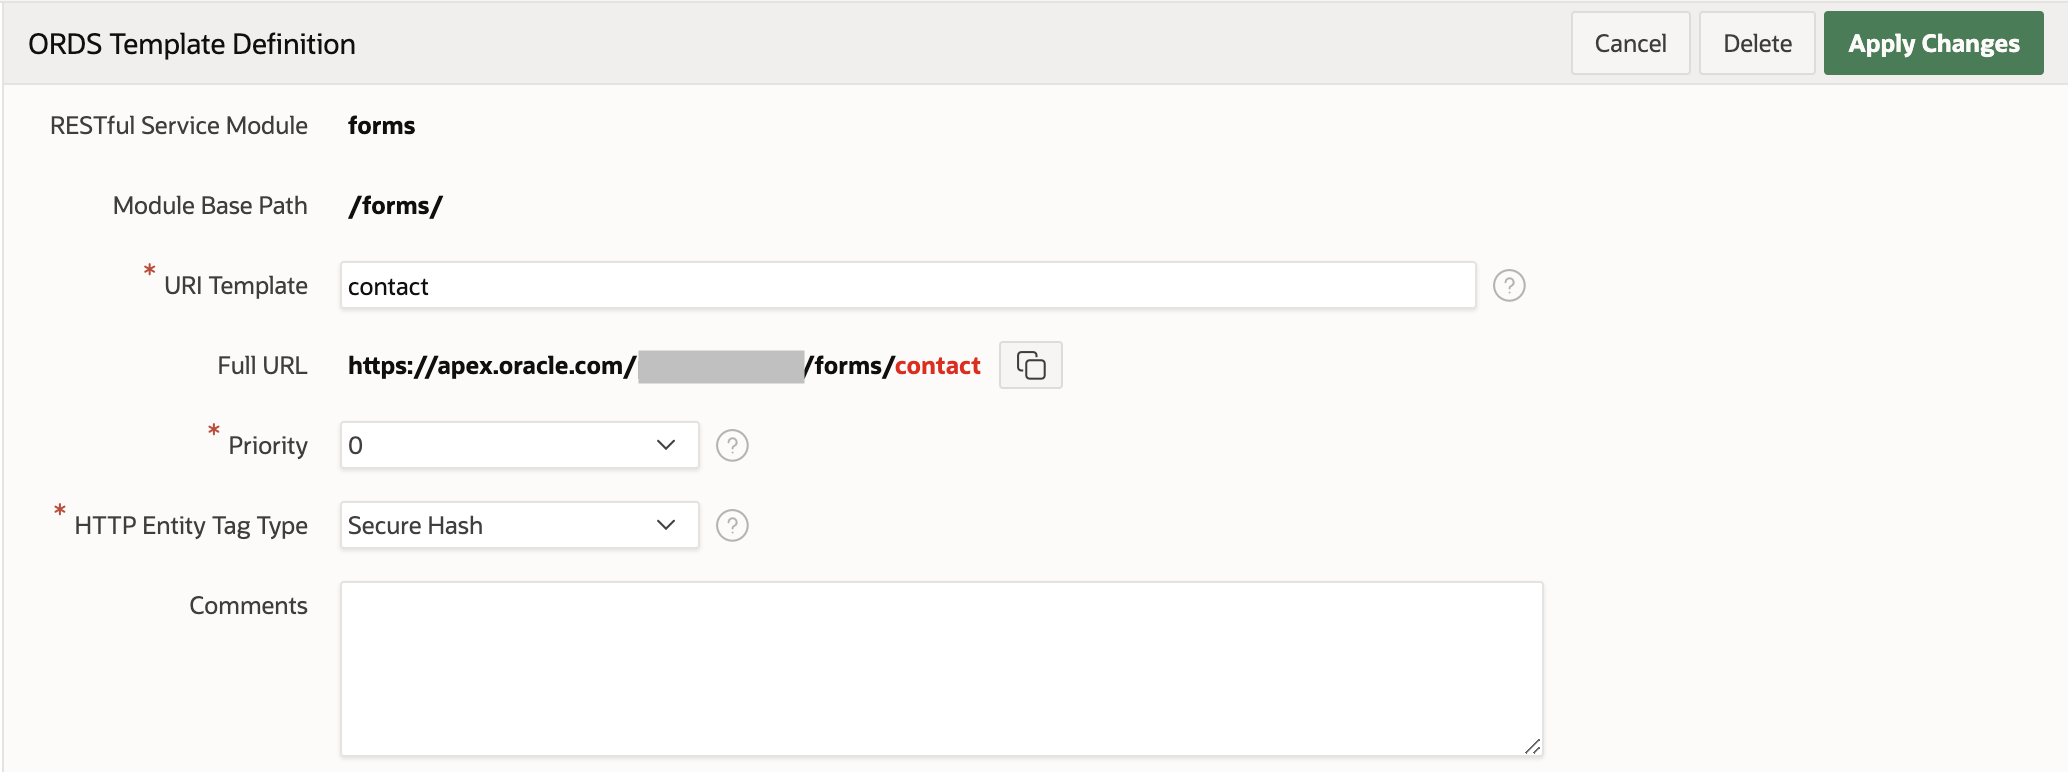 ORDS Template Definition
Cancel
Delete
Apply Changes
RESTful Service Module forms
Module Base Path /forms/
* URI Template contact ?
Full URL https://apex.oracle.com/ /forms/contact
* Priority 0 ?
* HTTP Entity Tag Type Secure Hash ?
Comments